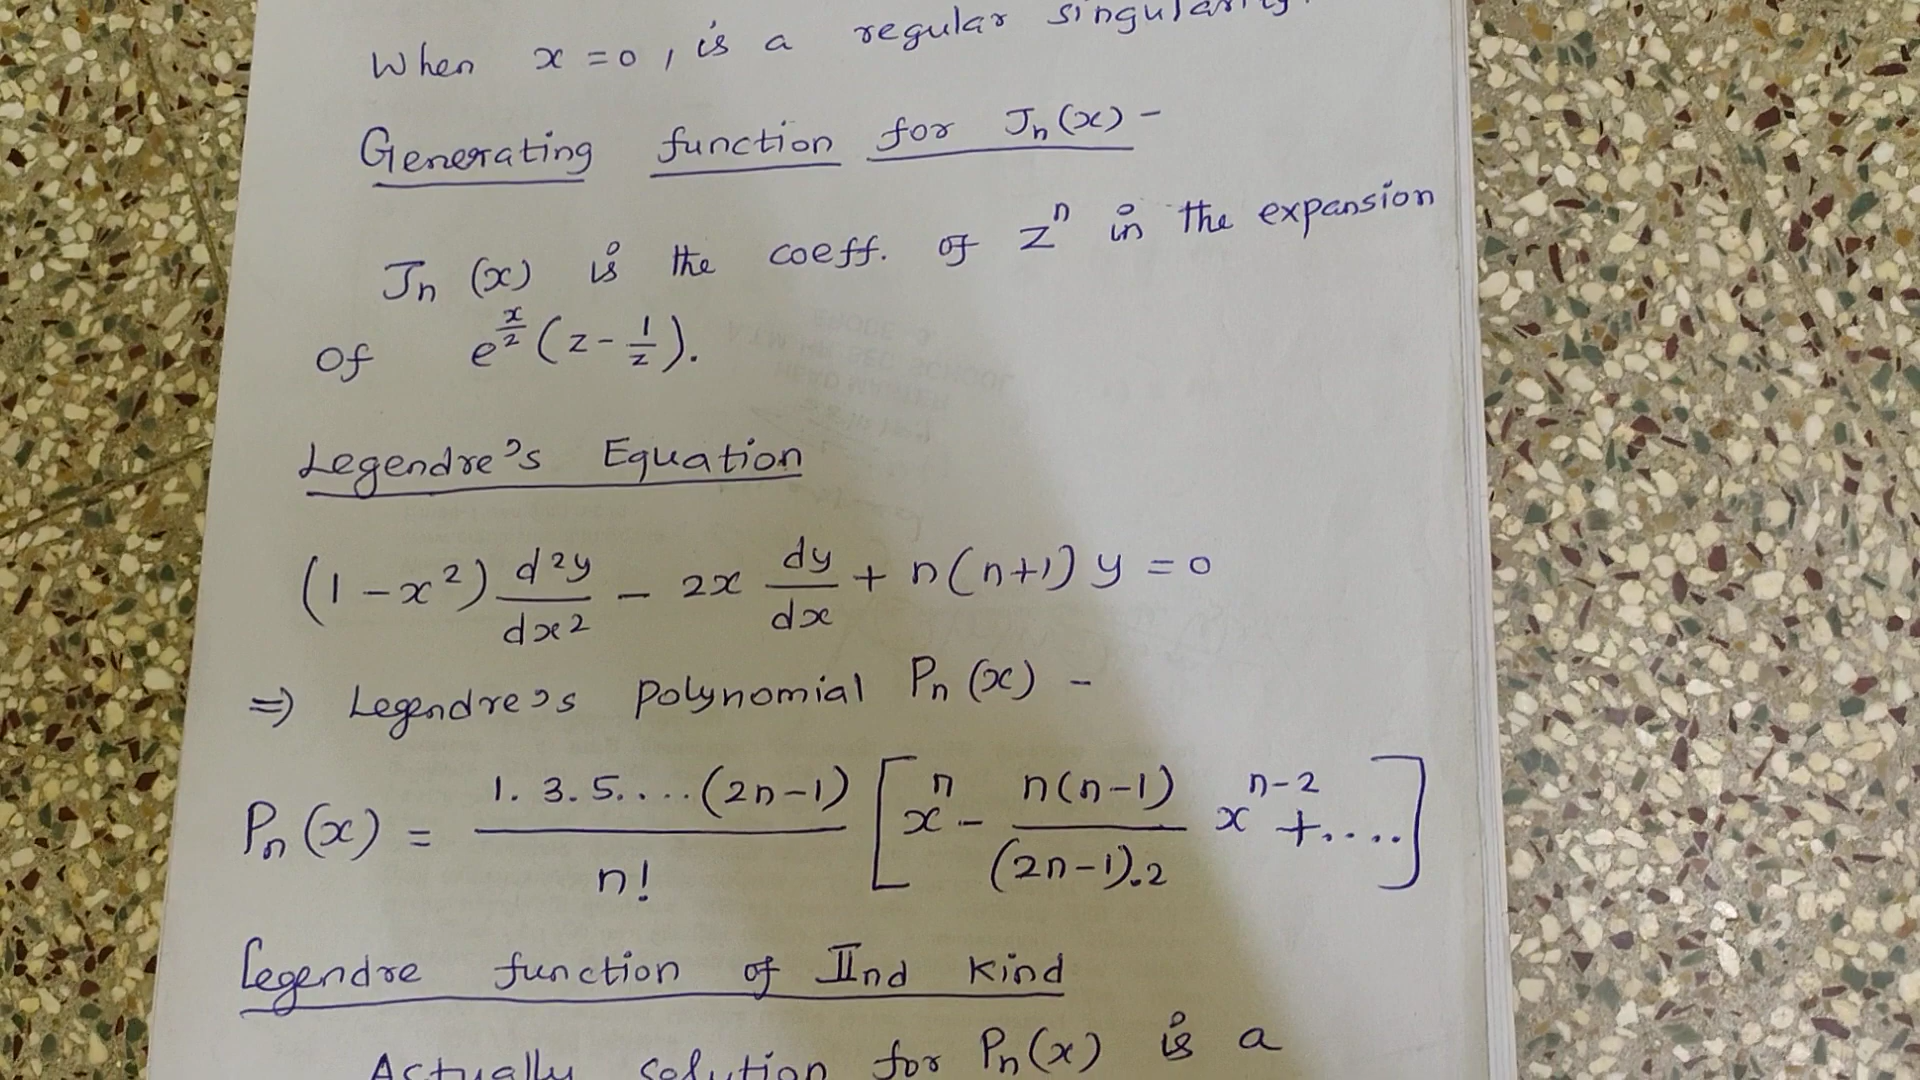 When x = 0, is a regular singularity.
Generating function for Jn(x) -
Jn (x) is the coeff. of z^n in the expansion
of e^(x/2) (z - 1/z).
Legendre's Equation
(1 - x²) d²y/dx² - 2x dy/dx + n(n+1) y = 0
⇒ Legendre's polynomial Pn (x) -
Pn (x) = 1. 3. 5. . . . (2n-1) / n! [ x^n - n(n-1) / (2n-1).2 x^(n-2) + . . . . ]
Legendre function of IInd kind
Actually solution for Pn(x) is a